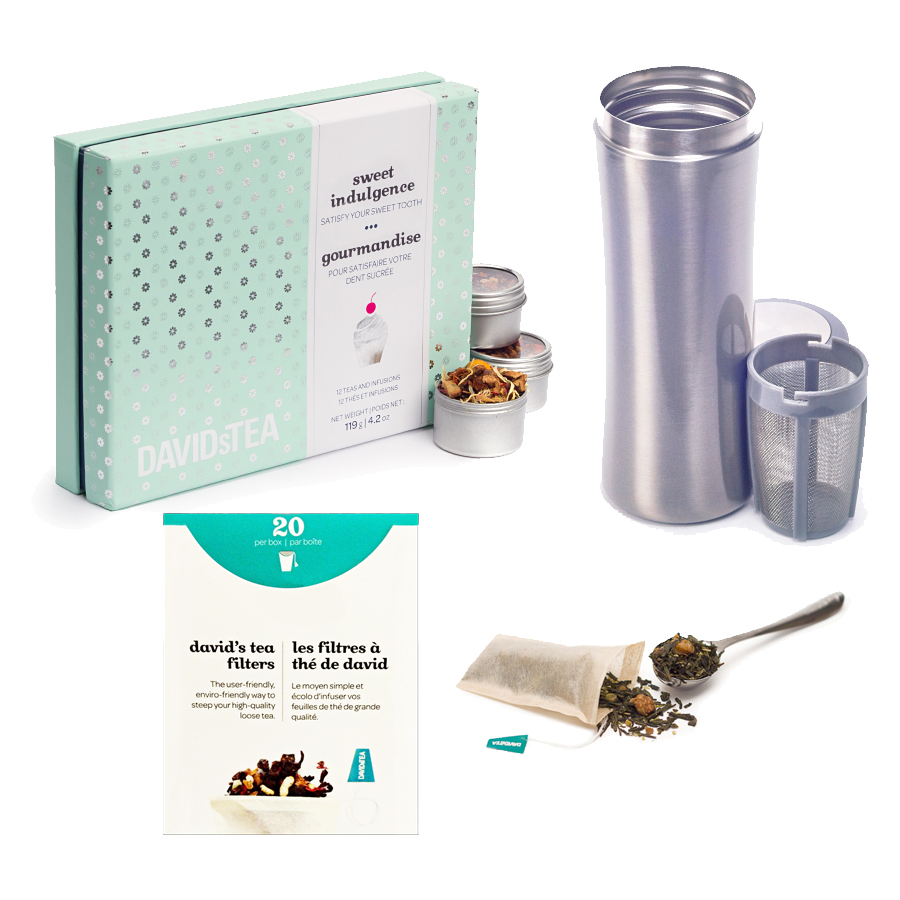 sweet
indulgence
SATISFY YOUR SWEET TOOTH
•••
gourmandise
POUR SATISFAIRE VOTRE
DENT SUCRÉE
12 TEAS AND INFUSIONS
12 THÉS ET INFUSIONS
NET WEIGHT | POIDS NET:
119 g | 4.2 oz
DAVIDsTEA
20
per box | par boîte
david's tea
filters
The user-friendly,
enviro-friendly way to
steep your high-quality
loose tea.
les filtres à
thé de david
Le moyen simple et
écolo d'infuser vos
feuilles de thé de grande
qualité.
DAVIDsTEA
DAVIDsTEA